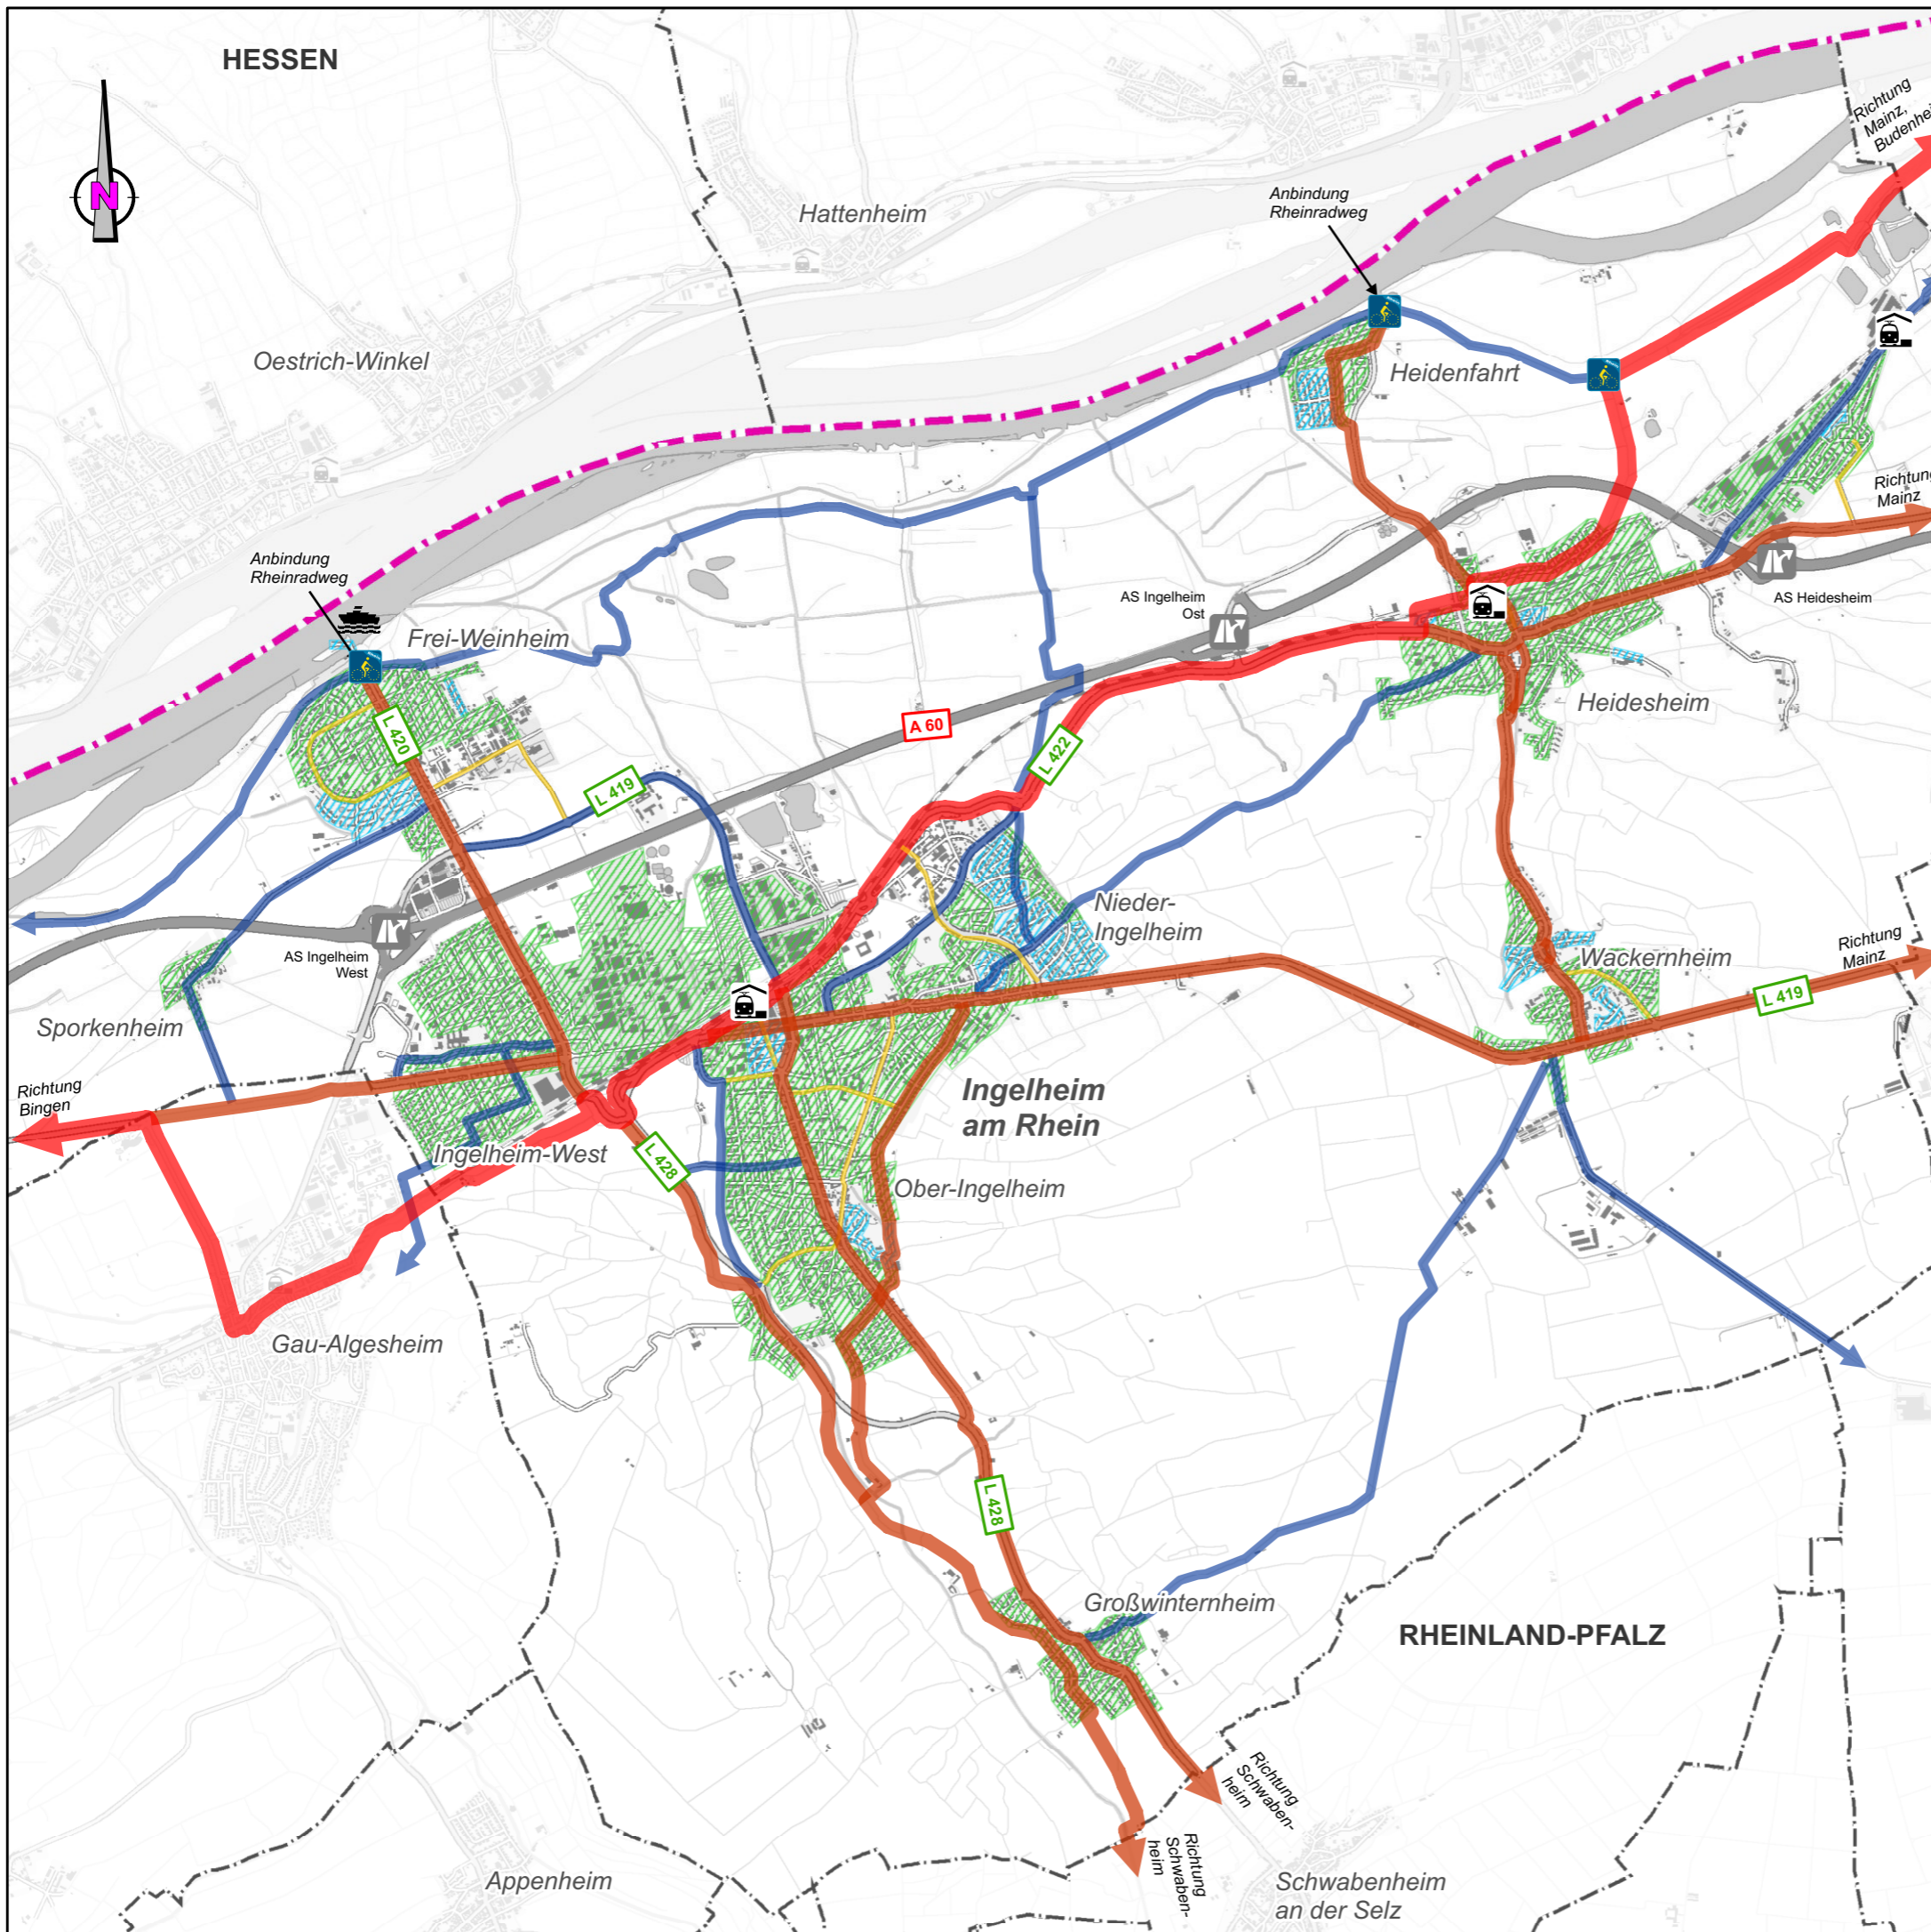 HESSEN
N
Hattenheim
Oestrich-Winkel
Richtung
Mainz,
Anbindung
Rheinradweg
Heidenfahrt
Richtung
Mainz
Anbindung
Rheinradweg
Frei-Weinheim
AS Ingelheim
Ost
AS Heidesheim
Heidesheim
A 60
L 420
L 419
L 422
Nieder-
Ingelheim
AS Ingelheim
West
Sporkenheim
Wackernheim
Richtung
Mainz
L 419
Richtung
Bingen
Ingelheim
am Rhein
Ingelheim-West
L 428
Ober-Ingelheim
Gau-Algesheim
L 428
Großwinternheim
RHEINLAND-PFALZ
Richtung
Schwaben-
heim
Richtung
Schwaben-
heim
Appenheim
Schwabenheim
an der Selz